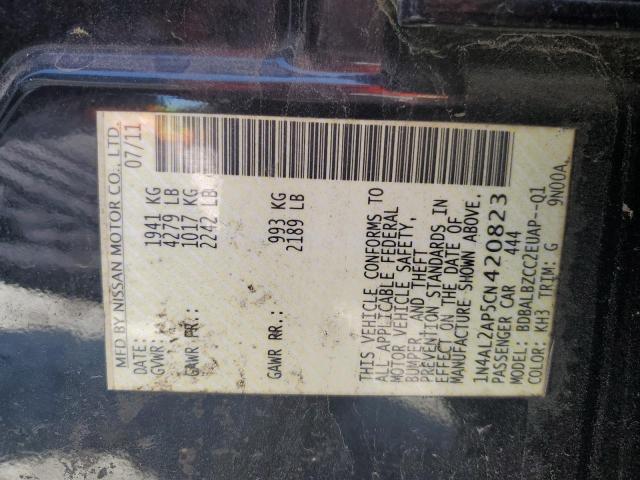 MFD BY NISSAN MOTOR CO., LTD.
DATE: 07/11
GVWR: 1941 KG
4279 LB
GAWR FR.: 1017 KG
2242 LB
GAWR RR.: 993 KG
2189 LB
THIS VEHICLE CONFORMS TO
ALL APPLICABLE FEDERAL
MOTOR VEHICLE SAFETY,
BUMPER, AND THEFT
PREVENTION STANDARDS IN
EFFECT ON THE DATE OF
MANUFACTURE SHOWN ABOVE.
1N4AL2AP5CN420823
PASSENGER CAR 444
MODEL: BDBALBZCC2EUAP--Q1
COLOR: KH3 TRIM: G 9N00A